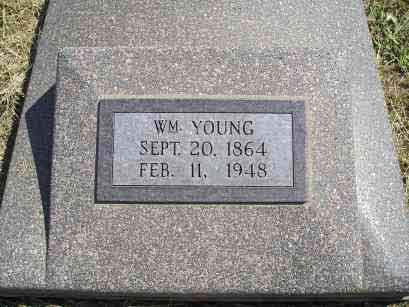 WM. YOUNG
SEPT. 20, 1864
FEB. 11, 1948